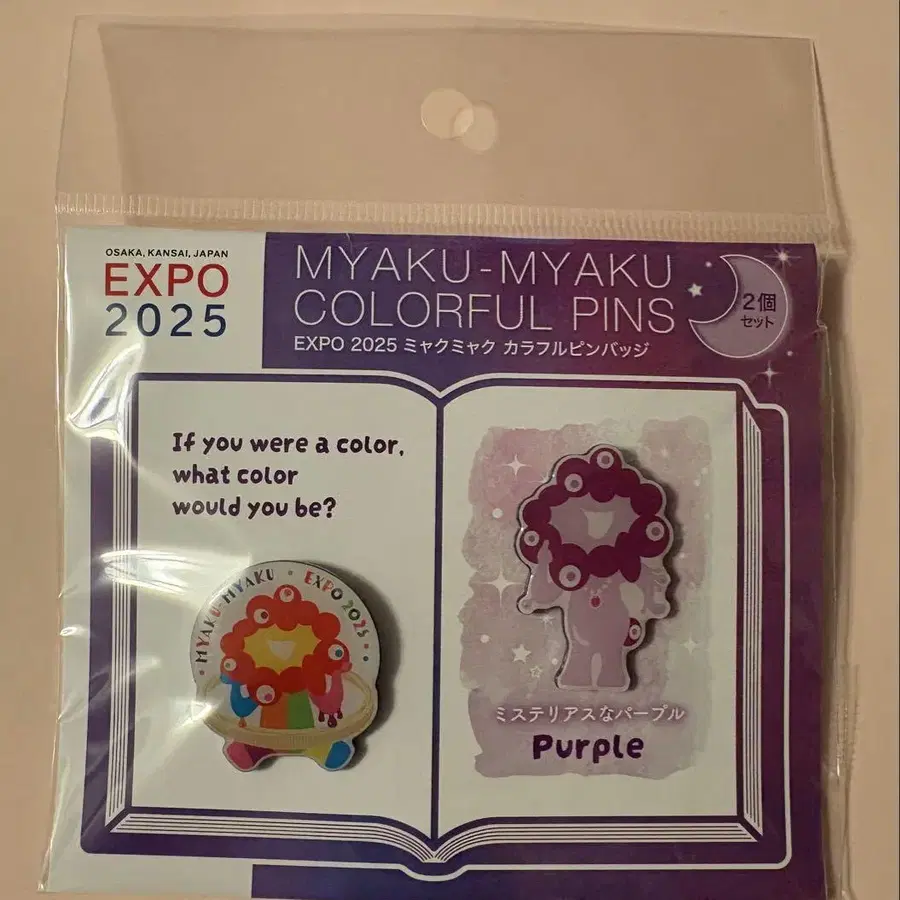 OSAKA, KANSAI, JAPAN
EXPO
2025
MYAKU-MYAKU
COLORFUL PINS
EXPO 2025 ミャクミャク カラフルピンバッジ
2個
セット
If you were a color,
what color
would you be?
• MYAKU-MYAKU • EXPO 2025 •
ミステリアスなパープル
Purple